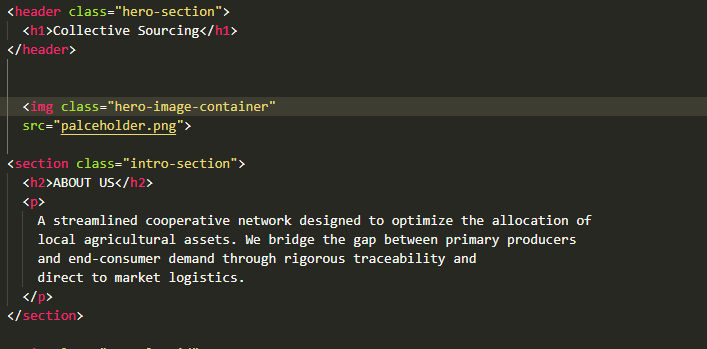 <header class="hero-section">
<h1>Collective Sourcing</h1>
</header>
<img class="hero-image-container"
src="palceholder.png">
<section class="intro-section">
<h2>ABOUT US</h2>
<p>
A streamlined cooperative network designed to optimize the allocation of
local agricultural assets. We bridge the gap between primary producers
and end-consumer demand through rigorous traceability and
direct to market logistics.
</p>
</section>